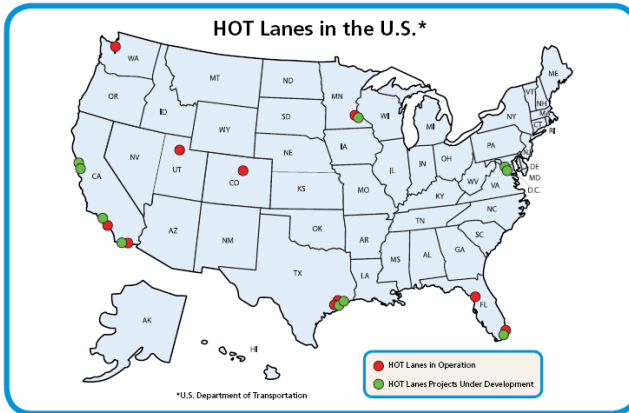 HOT Lanes in the U.S.*
WA
MT
ND
MN
ME
OR
ID
SD
WI
MI
NY
VT
NH
MA
CT
RI
WY
IA
PA
NJ
NV
NE
IL
IN
OH
DE
MD
D.C.
CA
UT
CO
KS
MO
KY
WV
VA
AZ
NM
OK
AR
TN
NC
SC
TX
LA
MS
AL
GA
FL
AK
HI
HOT Lanes in Operation
HOT Lanes Projects Under Development
*U.S. Department of Transportation